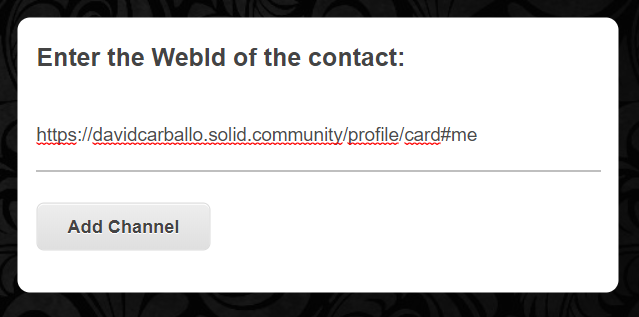 Enter the WebId of the contact:
https://davidcarballo.solid.community/profile/card#me
Add Channel